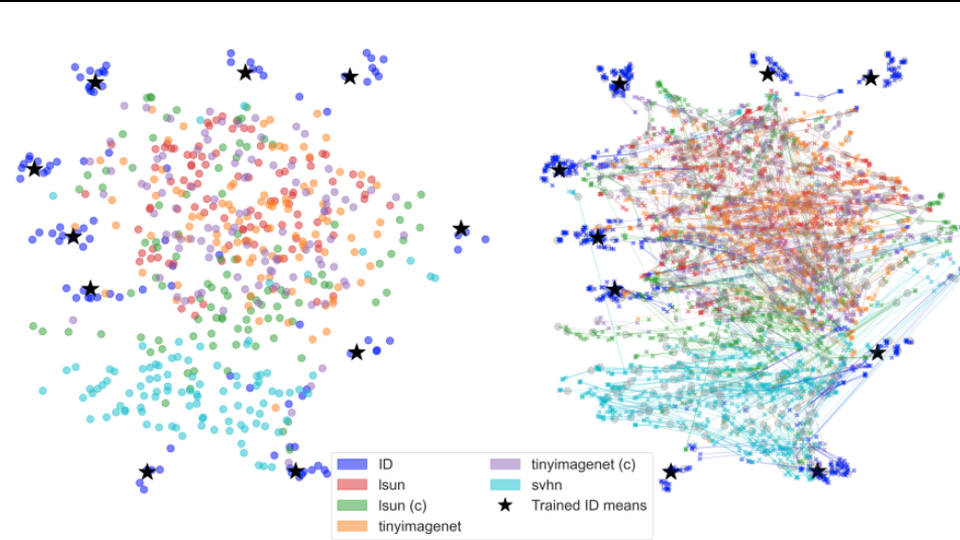 ID
lsun
lsun (c)
tinyimagenet
tinyimagenet (c)
svhn
Trained ID means